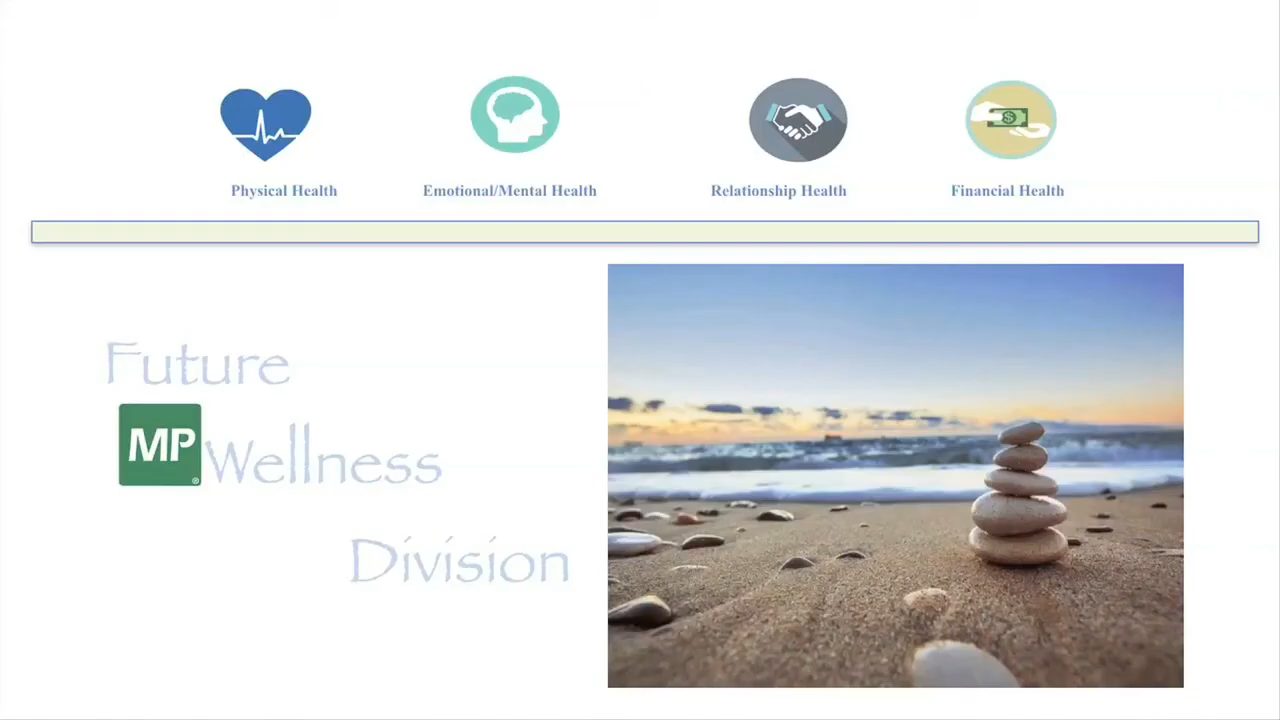 Physical Health
Emotional/Mental Health
Relationship Health
Financial Health
Future
MP®
Wellness
Division